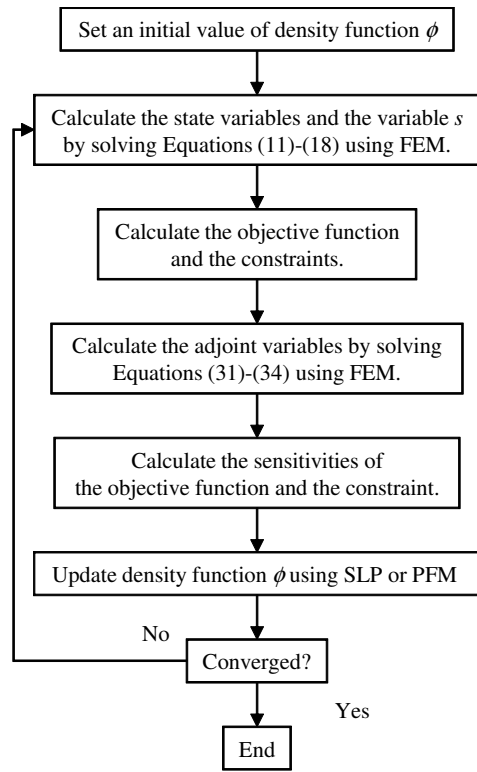 Set an initial value of density function ϕ
Calculate the state variables and the variable s
by solving Equations (11)-(18) using FEM.
Calculate the objective function
and the constraints.
Calculate the adjoint variables by solving
Equations (31)-(34) using FEM.
Calculate the sensitivities of
the objective function and the constraint.
Update density function ϕ using SLP or PFM
No
Converged?
Yes
End